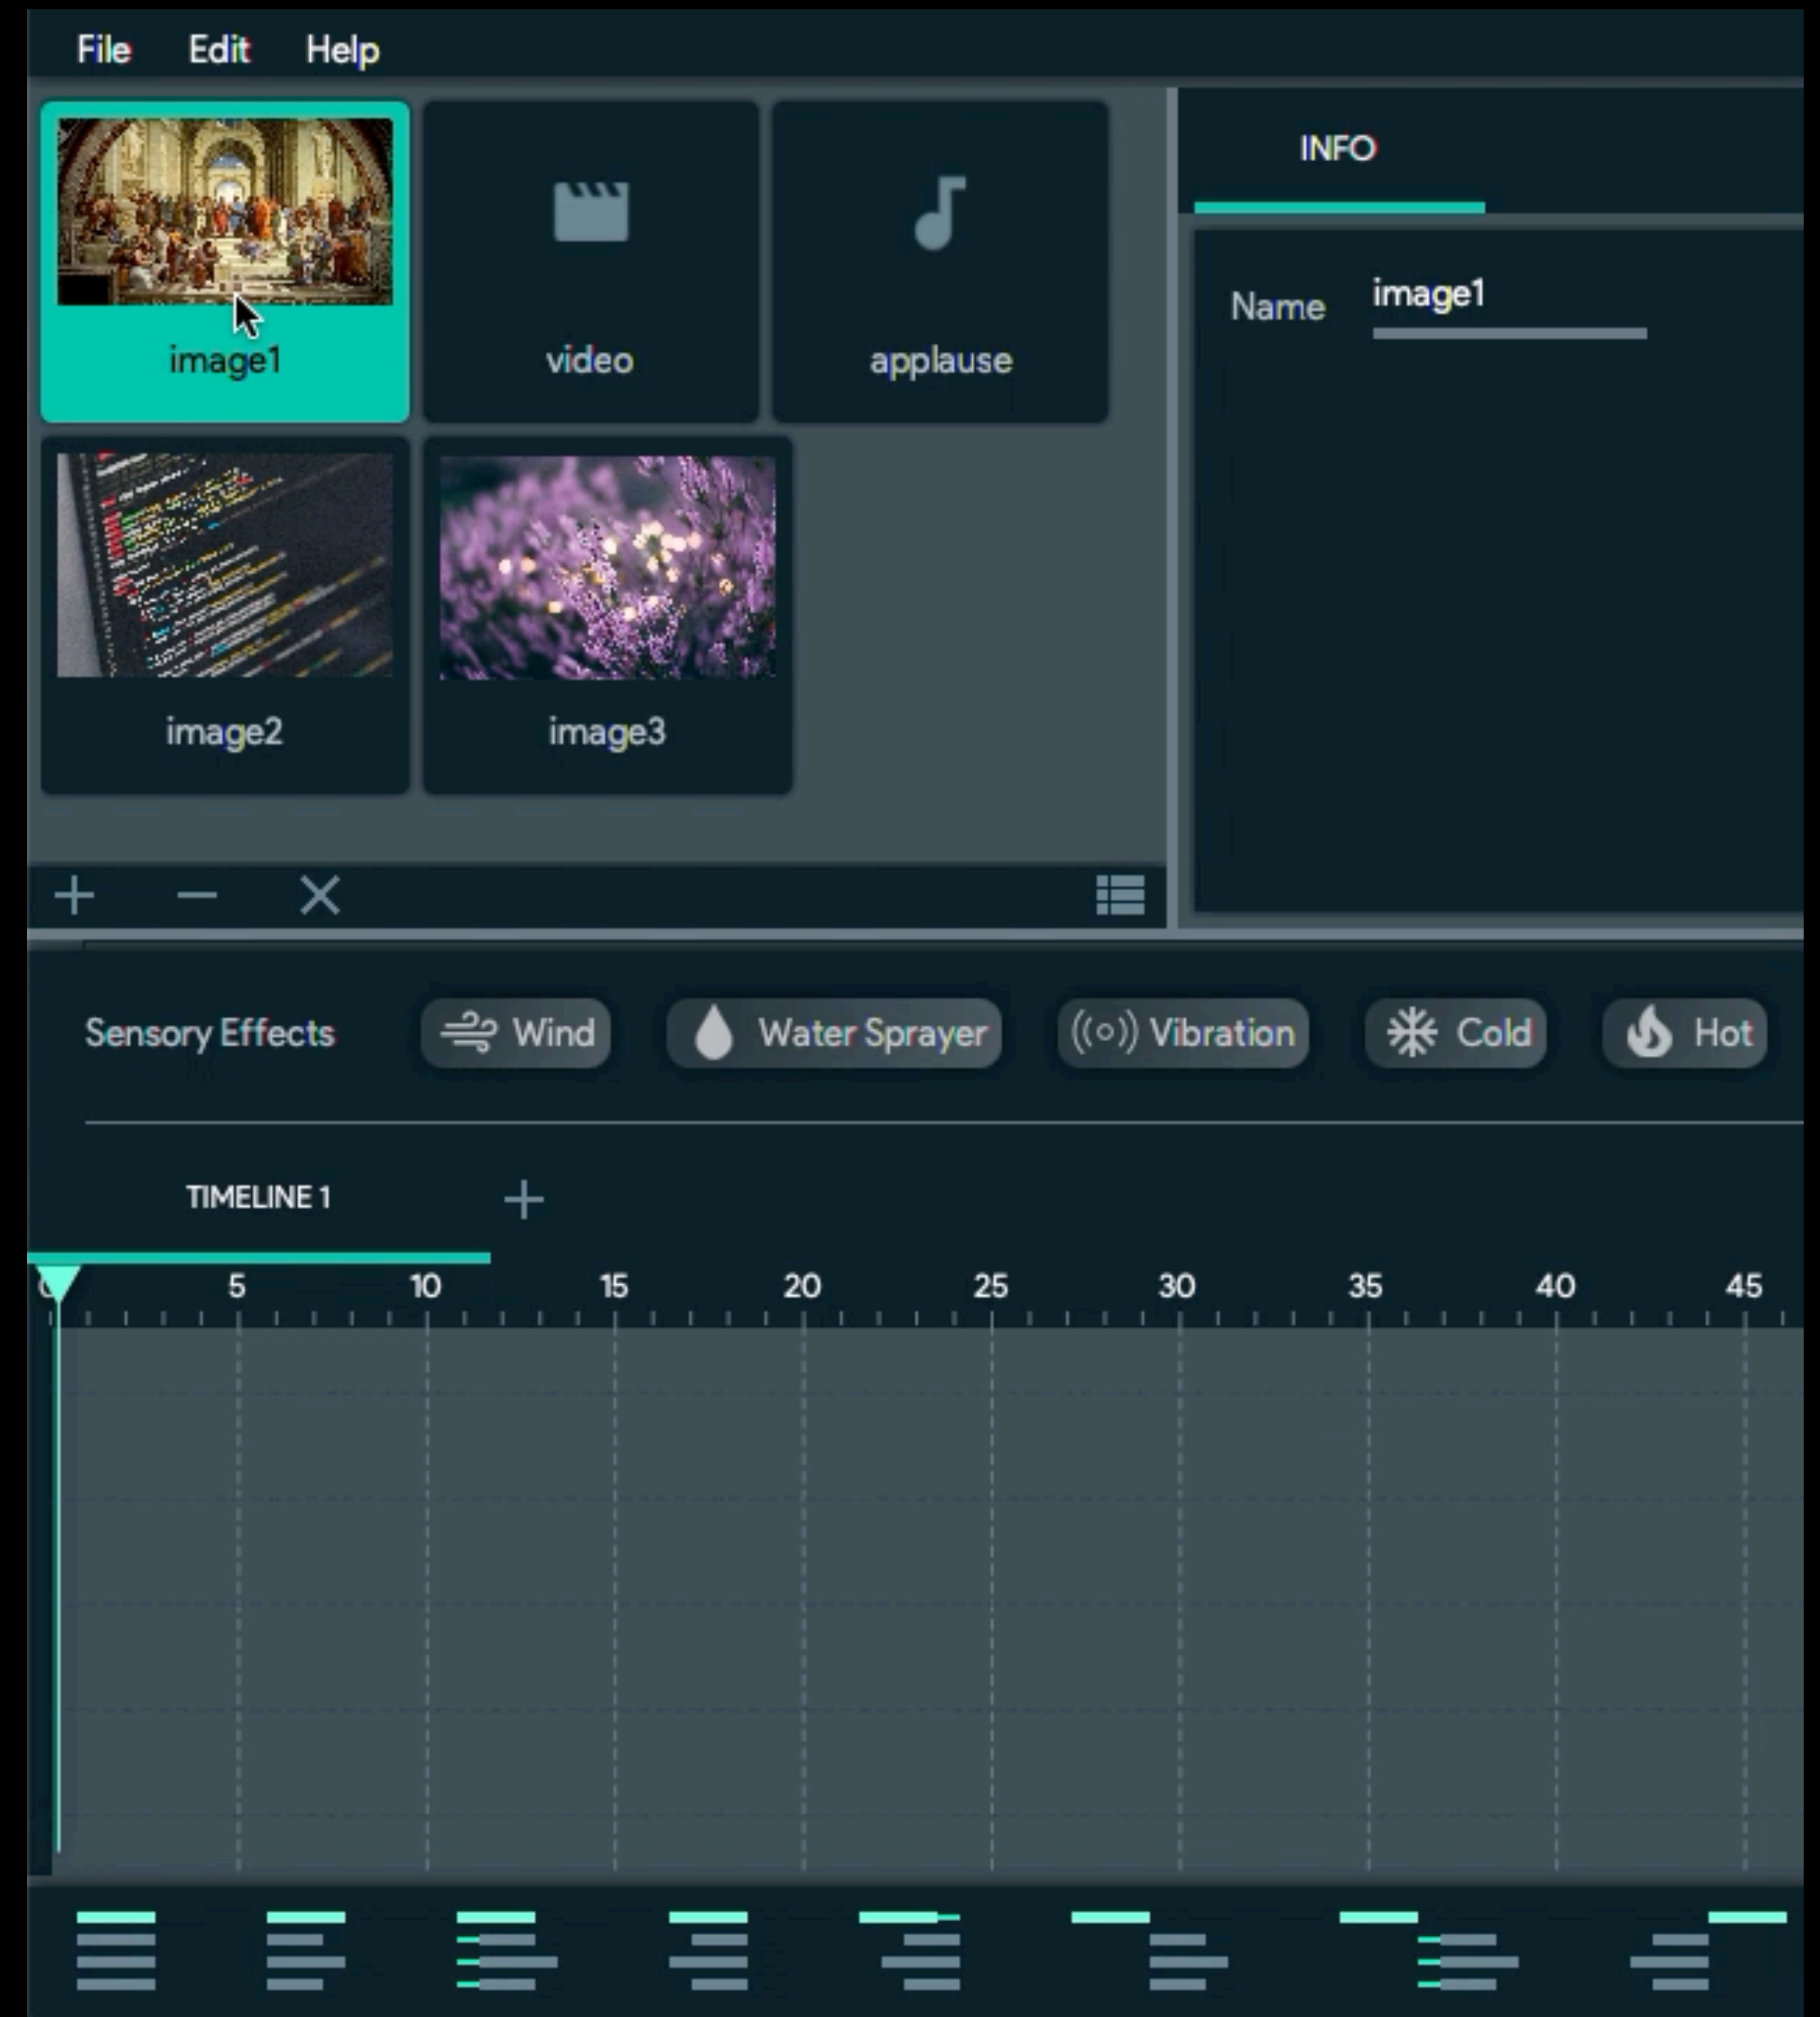 File Edit Help
INFO
Name image1
image1 video applause
image2 image3
Sensory Effects Wind Water Sprayer Vibration Cold Hot
TIMELINE 1
5 10 15 20 25 30 35 40 45